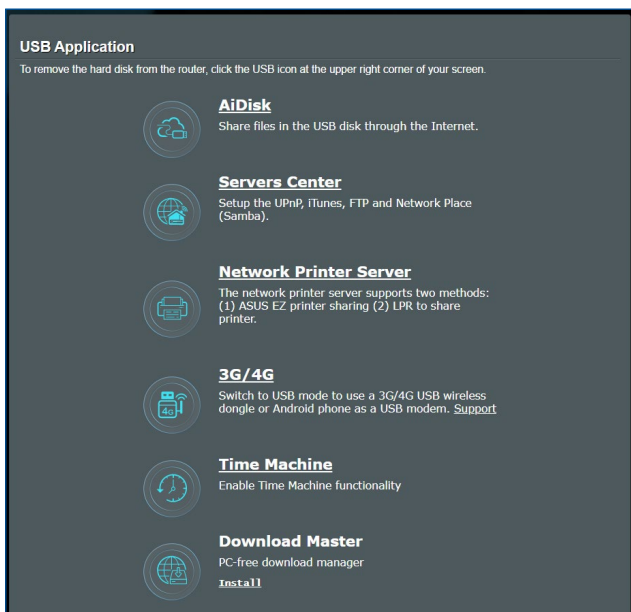 USB Application
To remove the hard disk from the router, click the USB icon at the upper right corner of your screen.
AiDisk
Share files in the USB disk through the Internet.
Servers Center
Setup the UPnP, iTunes, FTP and Network Place
(Samba).
Network Printer Server
The network printer server supports two methods:
(1) ASUS EZ printer sharing (2) LPR to share
printer.
3G/4G
4G
Switch to USB mode to use a 3G/4G USB wireless
dongle or Android phone as a USB modem. Support
Time Machine
Enable Time Machine functionality
Download Master
PC-free download manager
Install